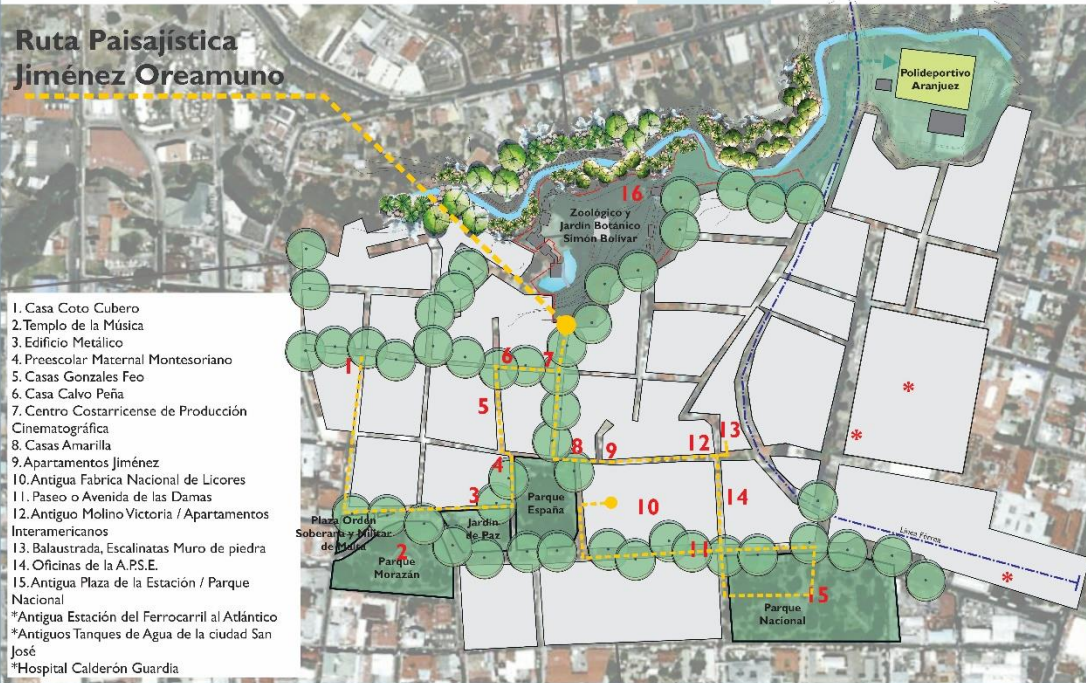 Ruta Paisajística
Jiménez Oreamuno
Polideportivo
Aranjuez
16
Zoológico y
Jardín Botánico
Simón Bolívar
1. Casa Coto Cubero
2. Templo de la Música
3. Edificio Metálico
4. Preescolar Maternal Montesoriano
5. Casas Gonzales Feo
6. Casa Calvo Peña
7. Centro Costarricense de Producción
Cinematográfica
8. Casas Amarilla
9. Apartamentos Jiménez
10. Antigua Fabrica Nacional de Licores
11. Paseo o Avenida de las Damas
12. Antiguo Molino Victoria / Apartamentos
Interamericanos
13. Balaustrada, Escalinatas Muro de piedra
14. Oficinas de la A.P.S.E.
15. Antigua Plaza de la Estación / Parque
Nacional
*Antigua Estación del Ferrocarril al Atlántico
*Antiguos Tanques de Agua de la ciudad San
José
*Hospital Calderón Guardia
1
6
7
*
5
8
9
12
13
*
4
3
Parque
España
10
14
Plaza Orden
Soberana y Militar
de Malta
Jardín
de Paz
2
Parque
Morazán
11
Línea Férrea
*
15
Parque
Nacional